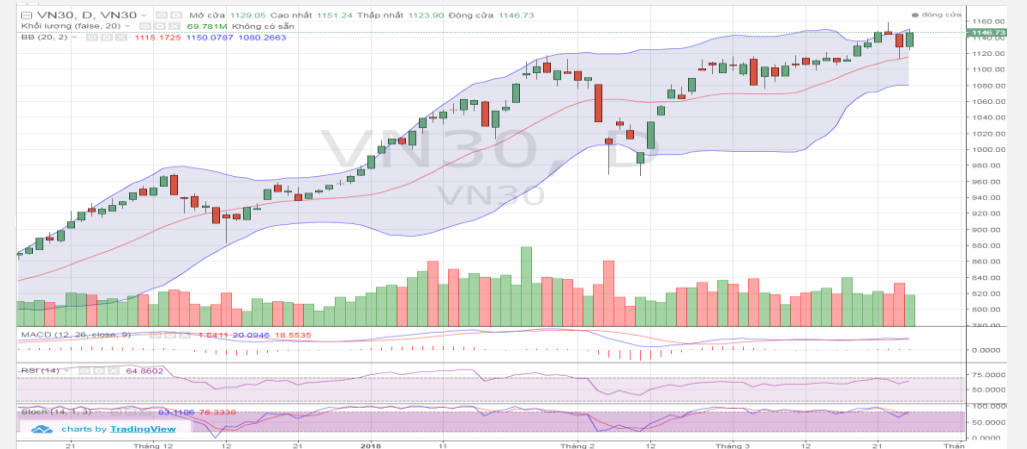 VN30, D, VN30 Mở cửa 1129.05 Cao nhất 1151.24 Thấp nhất 1123.90 Đóng cửa 1146.73
đóng cửa
Khối lượng (false, 20) 69.781M Không có sẵn
BB (20, 2) 1115.1725 1150.0787 1080.2663
VN30, D
VN30
1160.00
1146.73
1140.00
1120.00
1100.00
1080.00
1060.00
1040.00
1020.00
1000.00
980.00
960.00
940.00
920.00
900.00
880.00
860.00
840.00
820.00
800.00
780.00
MACD (12, 26, close, 9) 1.5411 20.0946 18.5535
0.0000
RSI (14) 64.8602
75.0000
50.0000
Stoch (14, 1, 3) 83.1106 76.3338
100.0000
50.0000
0.0000
charts by TradingView
21 Tháng 12 12 21 2018 11 Tháng 2 12 Tháng 3 12 21 Thán